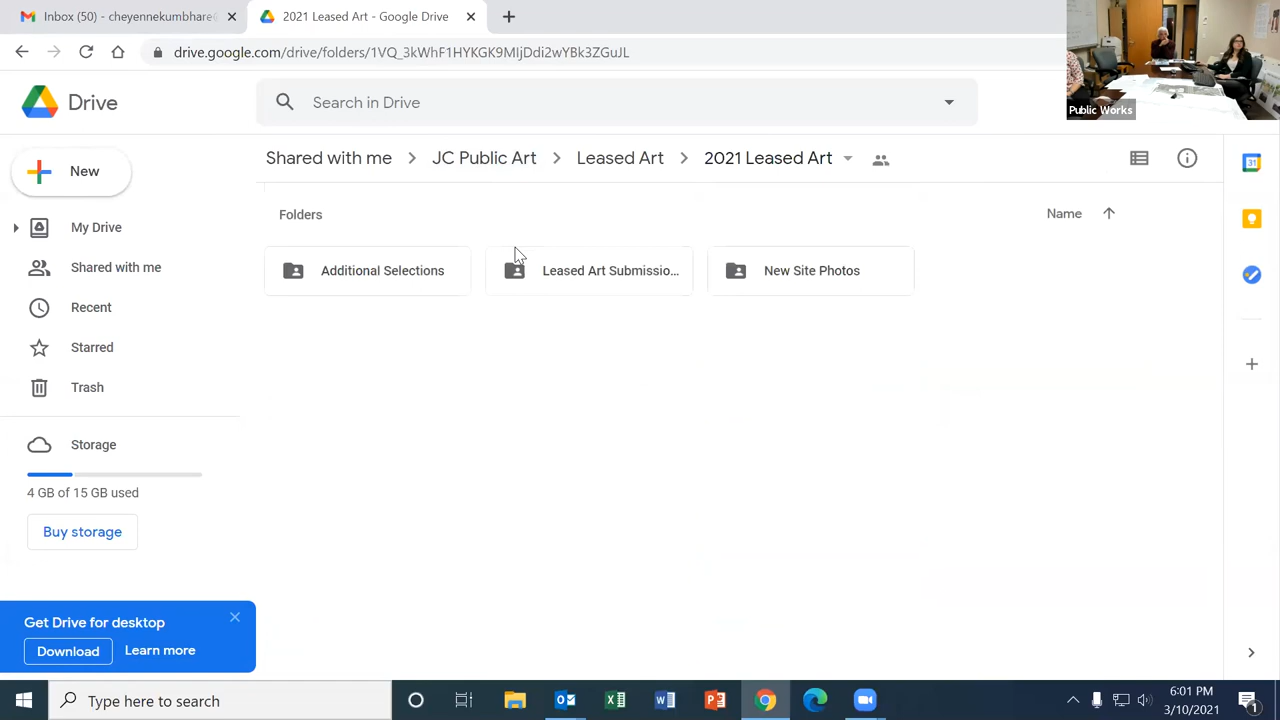 Inbox (50) - cheyennekumbhare@
2021 Leased Art - Google Drive
drive.google.com/drive/folders/1VQ_3kWhF1HYKGK9MIjDdi2wYBk3ZGuJL
Public Works
Drive
Search in Drive
New
Shared with me
JC Public Art
Leased Art
2021 Leased Art
Folders
Name
Additional Selections
Leased Art Submissio...
New Site Photos
My Drive
Shared with me
Recent
Starred
Trash
Storage
4 GB of 15 GB used
Buy storage
Get Drive for desktop
Download
Learn more
31
Type here to search
6:01 PM
3/10/2021
1